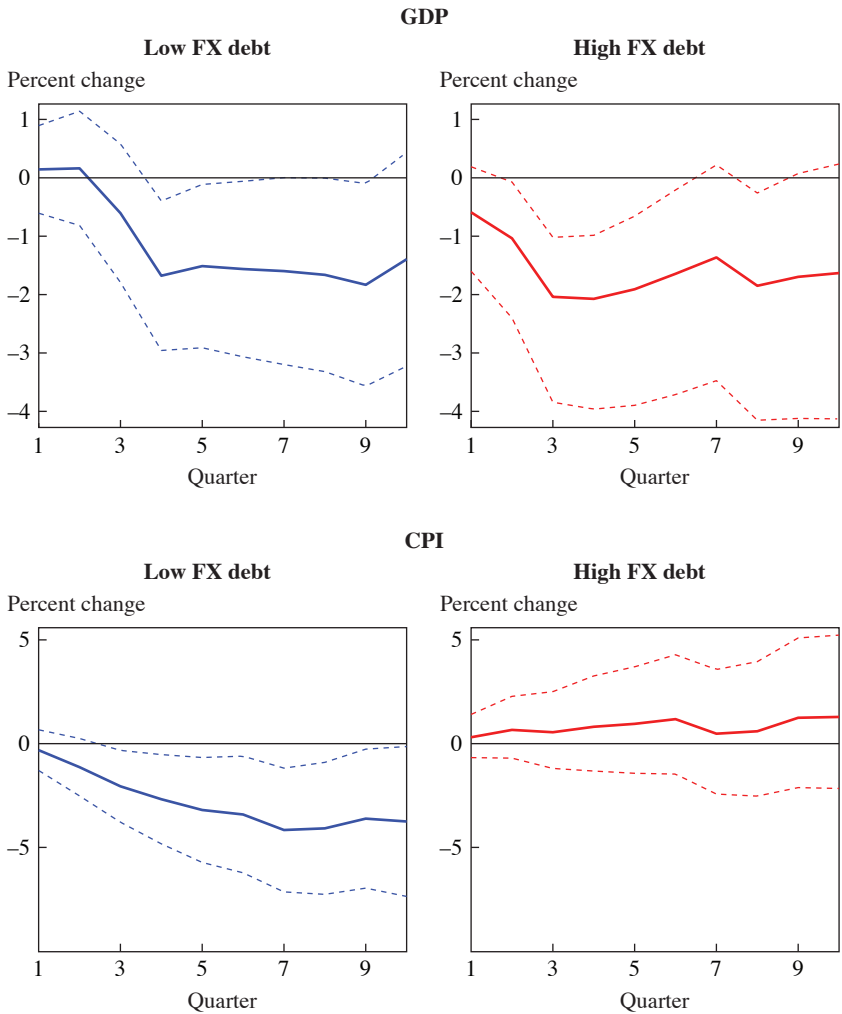 GDP
Low FX debt
High FX debt
Percent change
Percent change
1
0
–1
–2
–3
–4
1
0
–1
–2
–3
–4
1 3 5 7 9
1 3 5 7 9
Quarter
Quarter
CPI
Low FX debt
High FX debt
Percent change
Percent change
5
0
–5
5
0
–5
1 3 5 7 9
1 3 5 7 9
Quarter
Quarter